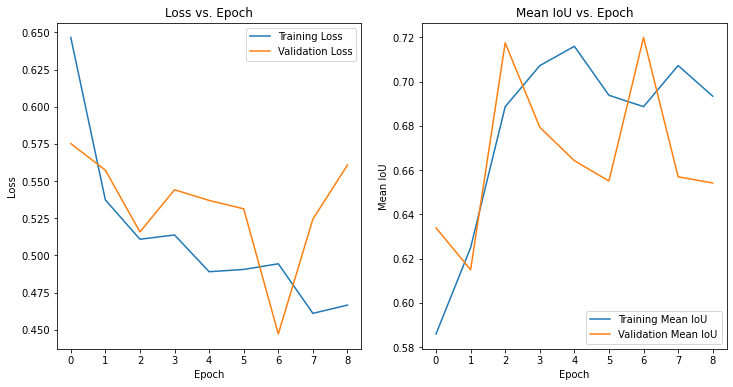 Loss vs. Epoch
0.650
0.625
0.600
0.575
0.550
0.525
0.500
0.475
0.450
Loss
Training Loss
Validation Loss
0 1 2 3 4 5 6 7 8
Epoch
Mean IoU vs. Epoch
0.72
0.70
0.68
0.66
0.64
0.62
0.60
0.58
Mean IoU
Training Mean IoU
Validation Mean IoU
0 1 2 3 4 5 6 7 8
Epoch